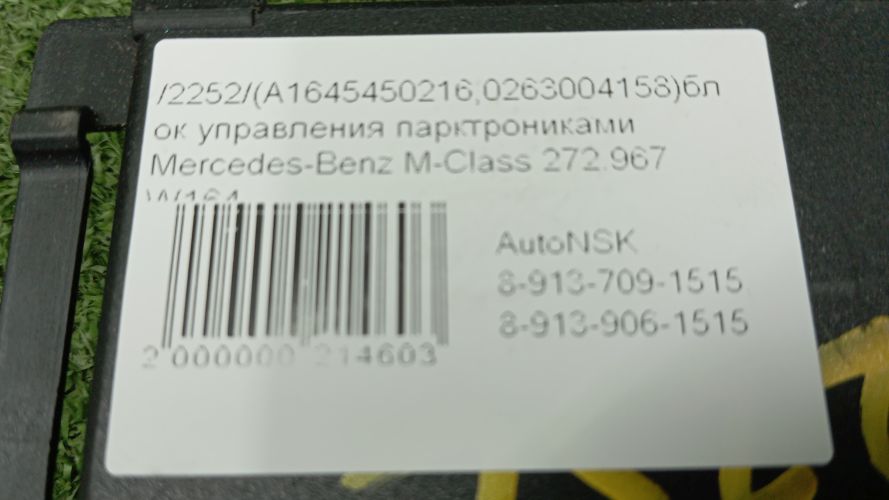 /2252/(A1645450216,0263004158)бл
ок управления парктрониками
Mercedes-Benz M-Class 272.967
W164
AutoNSK
8-913-709-1515
8-913-906-1515
2 000000 214603